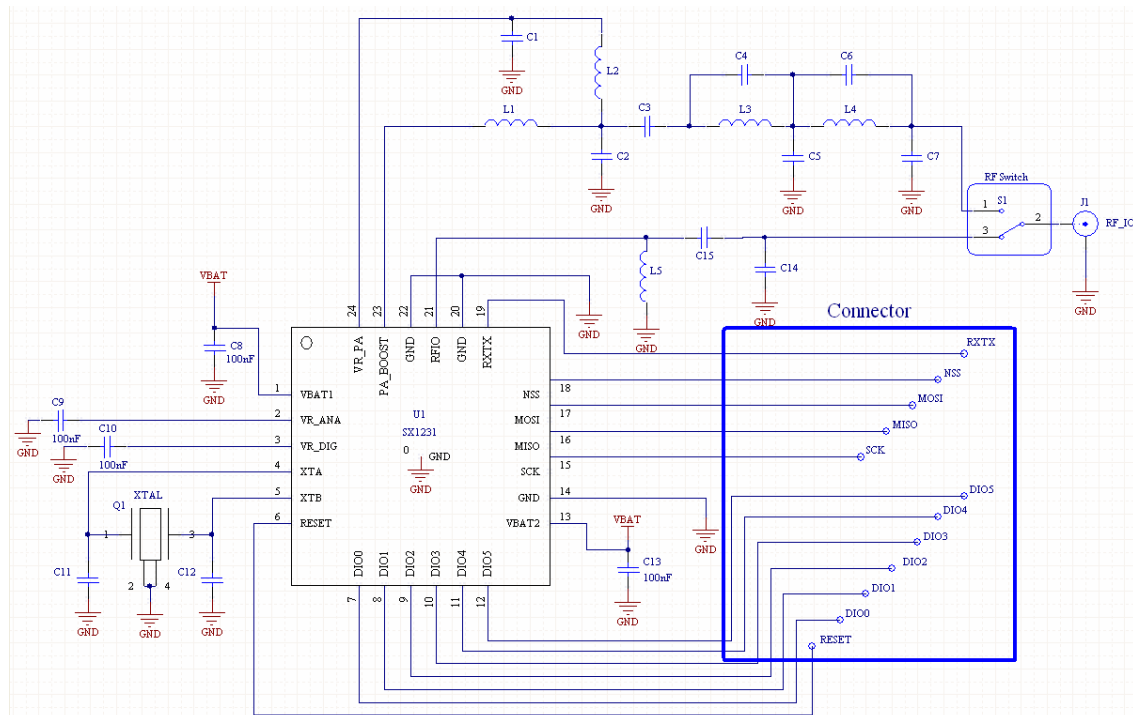 C1
GND
L2
C4
C6
L1
C3
L3
L4
C2
C5
C7
GND
GND
GND
RF Switch
S1
1
2
3
J1
RF_IO
GND
C15
C14
L5
GND
GND
GND
VBAT
C8
100nF
GND
24
23
22
21
20
19
VR_PA
PA_BOOST
GND
RFIO
GND
RXTX
Connector
RXTX
NSS
MOSI
MISO
SCK
DIO5
DIO4
DIO3
DIO2
DIO1
DIO0
RESET
1
VBAT1
2
VR_ANA
3
VR_DIG
4
XTA
5
XTB
6
RESET
U1
SX1231
0
GND
GND
NSS
18
MOSI
17
MISO
16
SCK
15
GND
14
VBAT2
13
C9
100nF
GND
C10
100nF
GND
Q1
XTAL
1
3
2
4
C11
C12
GND
GND
GND
VBAT
C13
100nF
GND
GND
DIO0
DIO1
DIO2
DIO3
DIO4
DIO5
7
8
9
10
11
12